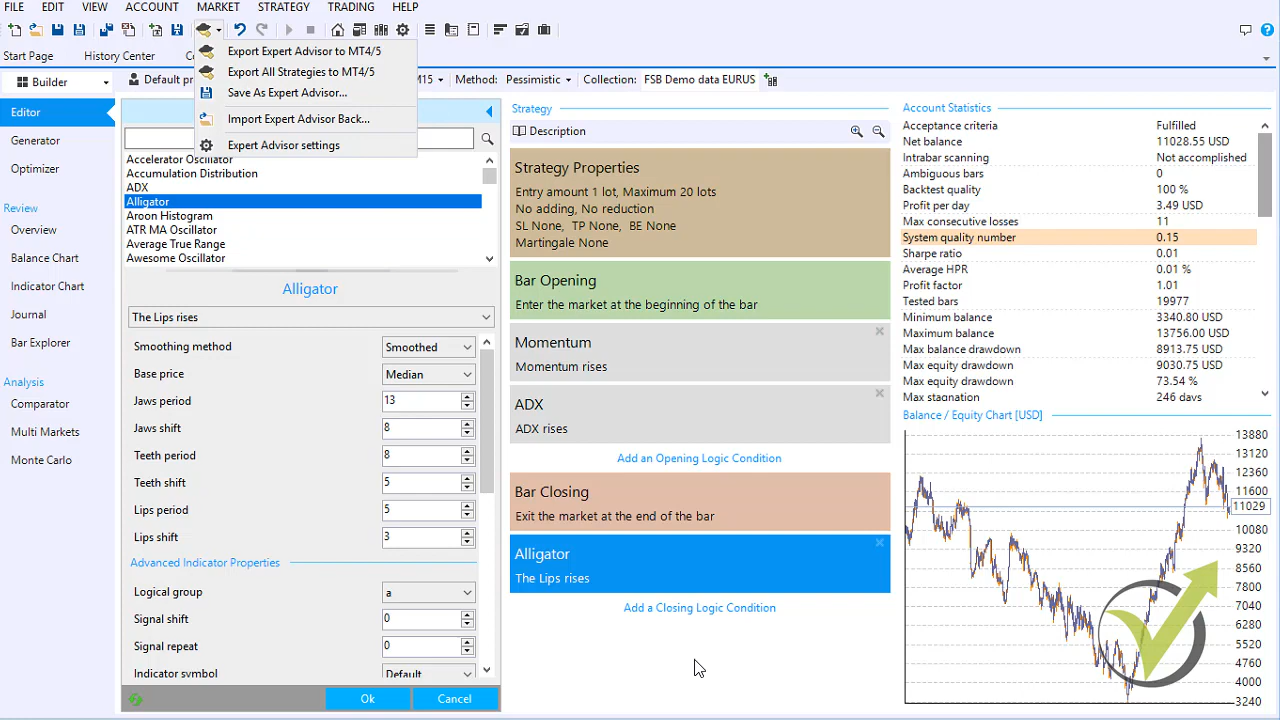 FILE EDIT VIEW ACCOUNT MARKET STRATEGY TRADING HELP
Start Page History Center
Export Expert Advisor to MT4/5
Export All Strategies to MT4/5
Save As Expert Advisor...
Import Expert Advisor Back...
Expert Advisor settings
Builder
Default pr
M15 Method: Pessimistic Collection: FSB Demo data EURUS
Editor
Generator
Optimizer
Review
Overview
Balance Chart
Indicator Chart
Journal
Bar Explorer
Analysis
Comparator
Multi Markets
Monte Carlo
Accelerator Oscillator
Accumulation Distribution
ADX
Alligator
Aroon Histogram
ATR MA Oscillator
Average True Range
Awesome Oscillator
Alligator
The Lips rises
Smoothing method Smoothed
Base price Median
Jaws period 13
Jaws shift 8
Teeth period 8
Teeth shift 5
Lips period 5
Lips shift 3
Advanced Indicator Properties
Logical group a
Signal shift 0
Signal repeat 0
Indicator symbol Default
Ok Cancel
Strategy
Description
Strategy Properties
Entry amount 1 lot, Maximum 20 lots
No adding, No reduction
SL None, TP None, BE None
Martingale None
Bar Opening
Enter the market at the beginning of the bar
Momentum
Momentum rises
ADX
ADX rises
Add an Opening Logic Condition
Bar Closing
Exit the market at the end of the bar
Alligator
The Lips rises
Add a Closing Logic Condition
Account Statistics
Acceptance criteria Fulfilled
Net balance 11028.55 USD
Intrabar scanning Not accomplished
Ambiguous bars 0
Backtest quality 100 %
Profit per day 3.49 USD
Max consecutive losses 11
System quality number 0.15
Sharpe ratio 0.01
Average HPR 0.01 %
Profit factor 1.01
Tested bars 19977
Minimum balance 3340.80 USD
Maximum balance 13756.00 USD
Max balance drawdown 8913.75 USD
Max equity drawdown 9030.75 USD
Max equity drawdown 73.54 %
Max stagnation 246 days
Balance / Equity Chart [USD]
13880
13120
12360
11600
11029
10080
9320
8560
7800
7040
6280
5520
4760
4000
3240